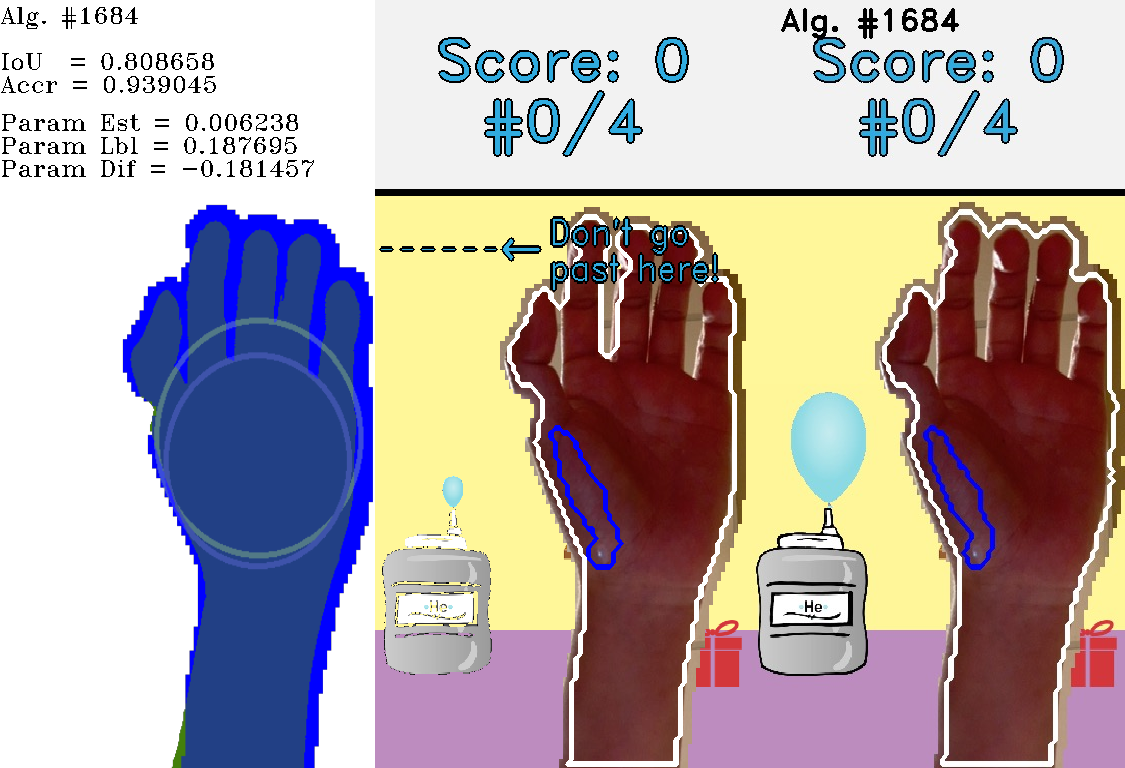 Alg. #1684
IoU = 0.808658
Accr = 0.939045
Param Est = 0.006238
Param Lbl = 0.187695
Param Dif = −0.181457
Score: 0
#0/4
Don't go
past here!
He
Alg. #1684
Score: 0
#0/4
He